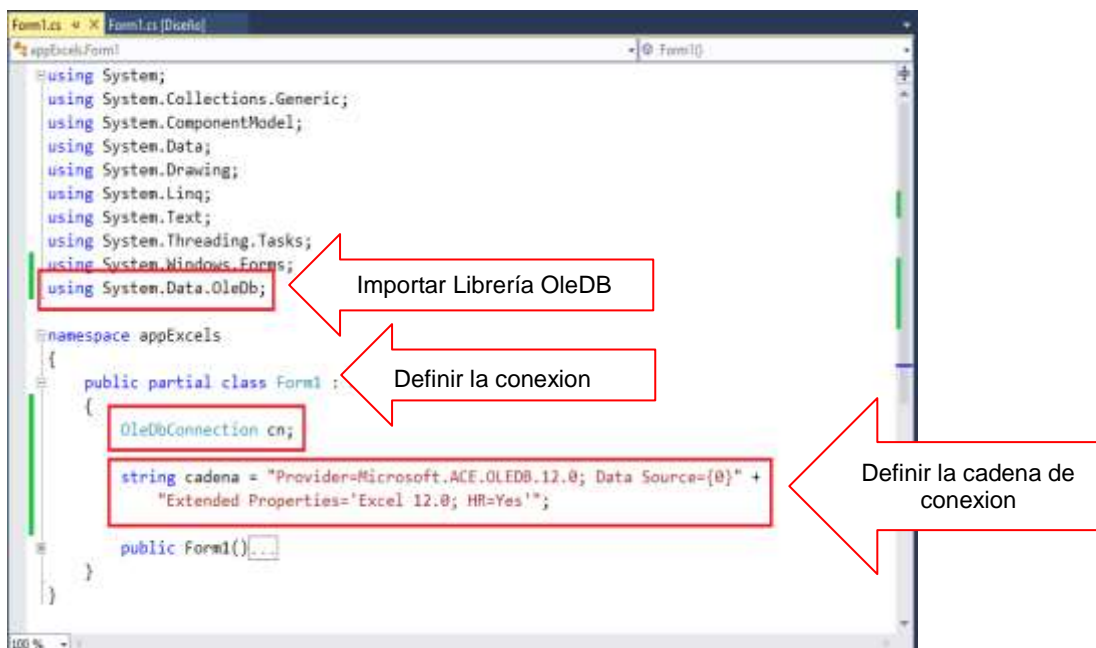 Form1.cs Form1.cs [Diseño]
appExcels.Form1 Form1()
using System;
using System.Collections.Generic;
using System.ComponentModel;
using System.Data;
using System.Drawing;
using System.Linq;
using System.Text;
using System.Threading.Tasks;
using System.Windows.Forms;
using System.Data.OleDb;
Importar Librería OleDB
namespace appExcels
{
public partial class Form1 :
Definir la conexion
{
OleDbConnection cn;
string cadena = "Provider=Microsoft.ACE.OLEDB.12.0; Data Source={0}" +
"Extended Properties='Excel 12.0; HR=Yes'";
Definir la cadena de
conexion
public Form1()...
}
}
100 %